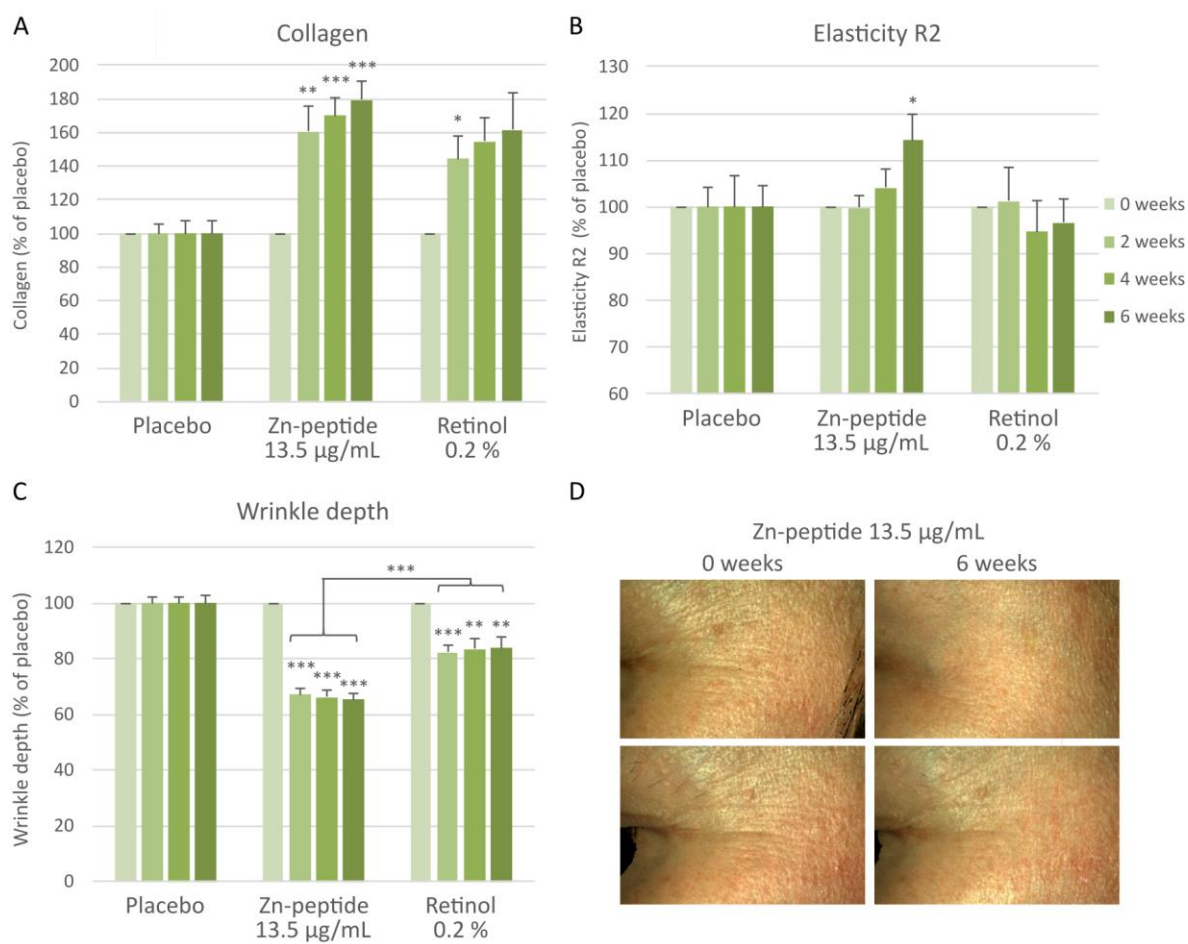 A
Collagen
Collagen (% of placebo)
200
180
160
140
120
100
80
60
40
20
0
** *** ***
*
Placebo
Zn-peptide
13.5 µg/mL
Retinol
0.2 %
B
Elasticity R2
Elasticity R2 (% of placebo)
130
120
110
100
90
80
70
60
*
Placebo
Zn-peptide
13.5 µg/mL
Retinol
0.2 %
0 weeks
2 weeks
4 weeks
6 weeks
C
Wrinkle depth
Wrinkle depth (% of placebo)
120
100
80
60
40
20
0
***
*** *** ***
*** ** **
Placebo
Zn-peptide
13.5 µg/mL
Retinol
0.2 %
D
Zn-peptide 13.5 µg/mL
0 weeks 6 weeks